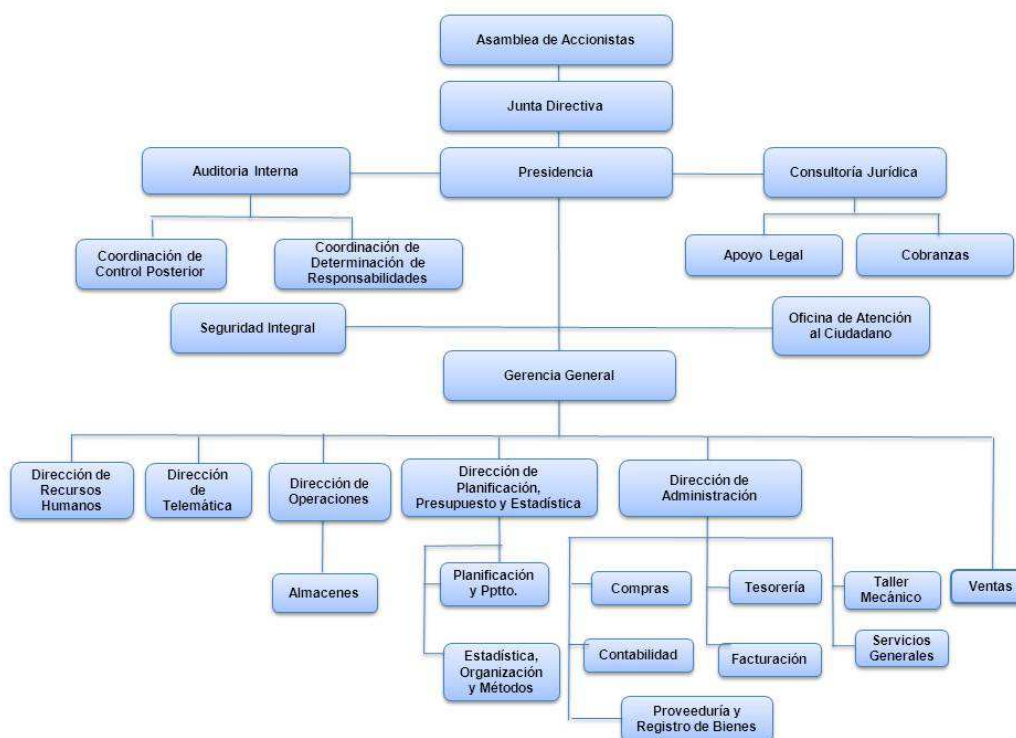 Asamblea de Accionistas
Junta Directiva
Auditoria Interna
Presidencia
Consultoría Jurídica
Coordinación de
Control Posterior
Coordinación de
Determinación de
Responsabilidades
Apoyo Legal
Cobranzas
Seguridad Integral
Oficina de Atención
al Ciudadano
Gerencia General
Dirección de
Recursos
Humanos
Dirección
de
Telemática
Dirección de
Operaciones
Dirección de
Planificación,
Presupuesto y Estadística
Dirección de
Administración
Almacenes
Planificación
y Pptto.
Compras
Tesorería
Taller
Mecánico
Ventas
Estadística,
Organización
y Métodos
Contabilidad
Facturación
Servicios
Generales
Proveeduría y
Registro de Bienes